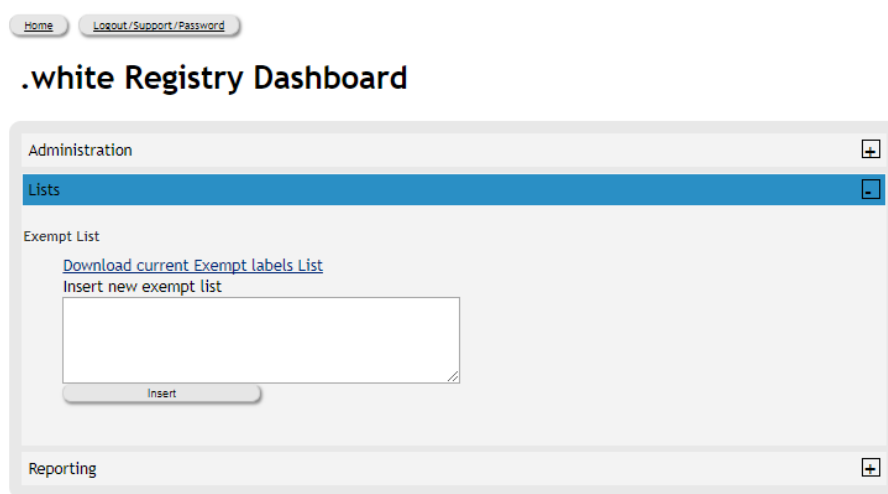 Home Logout/Support/Password
.white Registry Dashboard
Administration +
Lists -
Exempt List
Download current Exempt labels List
Insert new exempt list
Insert
Reporting +